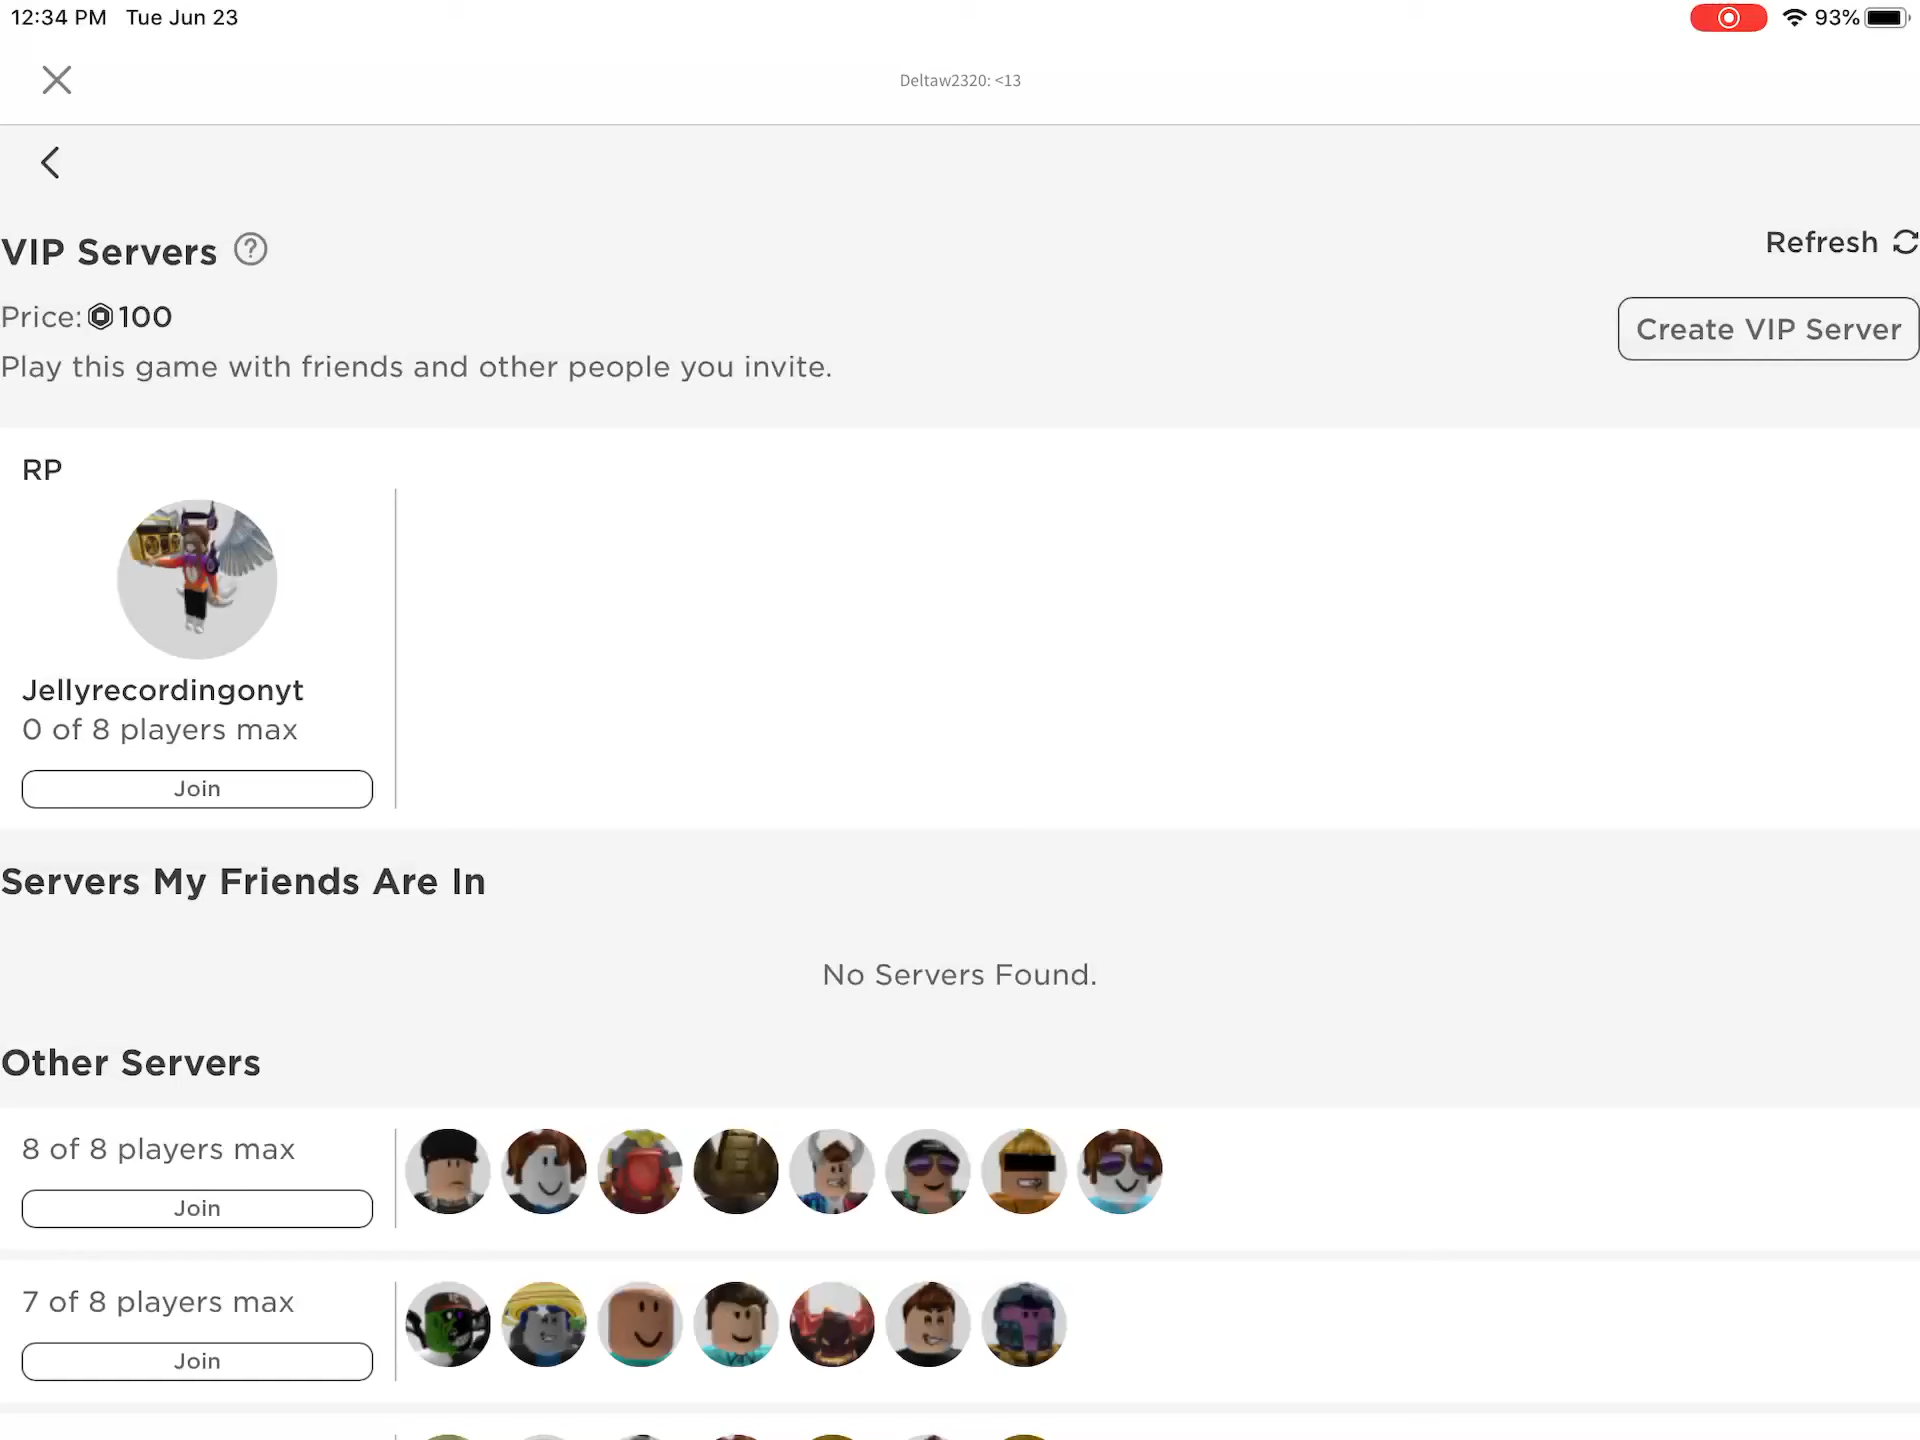 12:34 PM Tue Jun 23
93%
Deltaw2320: <13
VIP Servers ?
Refresh
Price: 100
Create VIP Server
Play this game with friends and other people you invite.
RP
Jellyrecordingonyt
0 of 8 players max
Join
Servers My Friends Are In
No Servers Found.
Other Servers
8 of 8 players max
Join
7 of 8 players max
Join